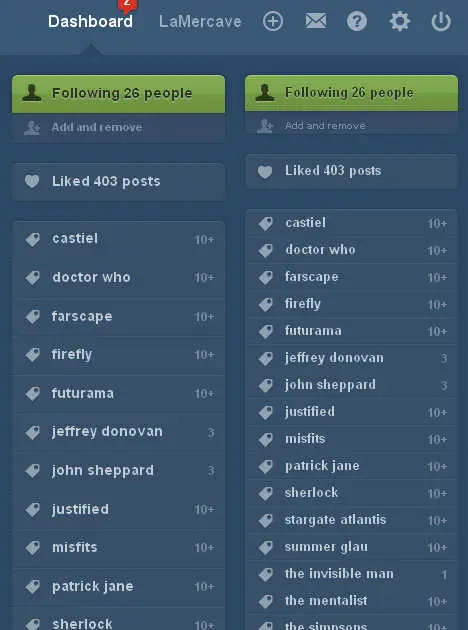 2
Dashboard LaMercave
Following 26 people
Add and remove
Liked 403 posts
castiel 10+
doctor who 10+
farscape 10+
firefly 10+
futurama 10+
jeffrey donovan 3
john sheppard 3
justified 10+
misfits 10+
patrick jane 10+
sherlock 10+
Following 26 people
Add and remove
Liked 403 posts
castiel 10+
doctor who 10+
farscape 10+
firefly 10+
futurama 10+
jeffrey donovan 3
john sheppard 3
justified 10+
misfits 10+
patrick jane 10+
sherlock 10+
stargate atlantis 10+
summer glau 10+
the invisible man 1
the mentalist 10+
the simpsons 10+